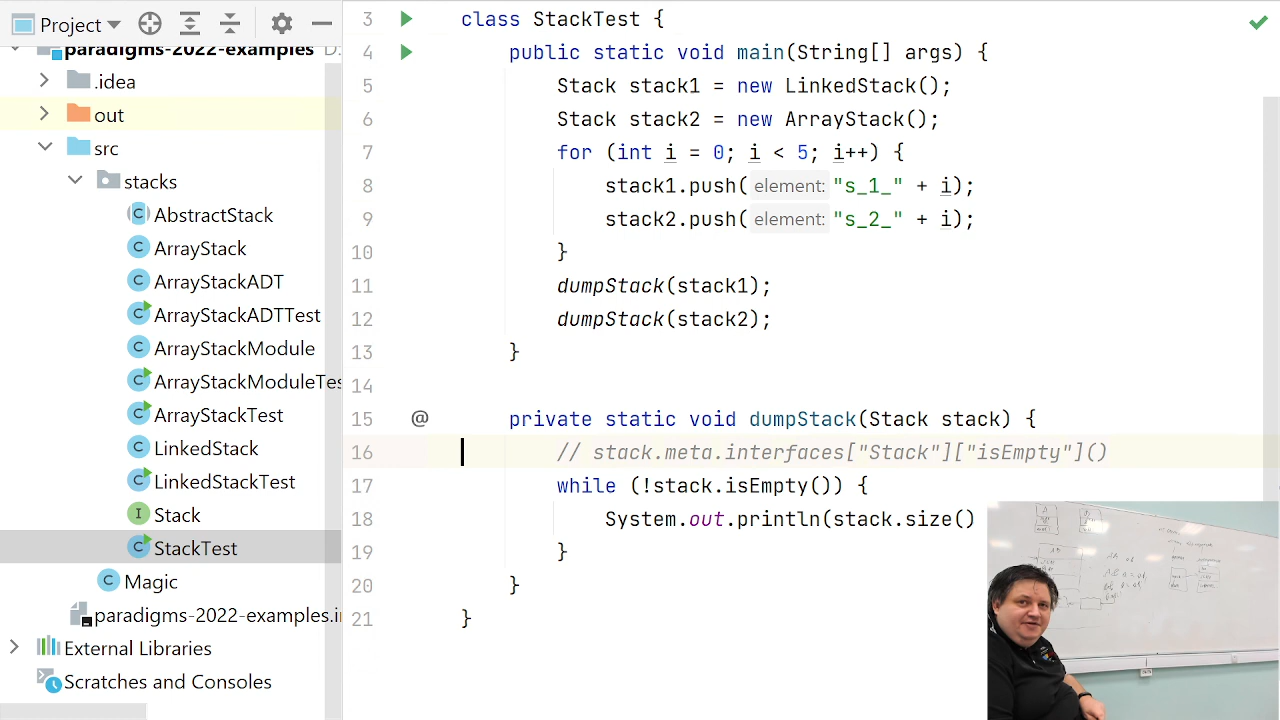 Project
paradigms-2022-examples D:
.idea
out
src
stacks
AbstractStack
ArrayStack
ArrayStackADT
ArrayStackADTTest
ArrayStackModule
ArrayStackModuleTes
ArrayStackTest
LinkedStack
LinkedStackTest
Stack
StackTest
Magic
paradigms-2022-examples.i
External Libraries
Scratches and Consoles
3 class StackTest {
4 public static void main(String[] args) {
5 Stack stack1 = new LinkedStack();
6 Stack stack2 = new ArrayStack();
7 for (int i = 0; i < 5; i++) {
8 stack1.push( element: "s_1_" + i);
9 stack2.push( element: "s_2_" + i);
10 }
11 dumpStack(stack1);
12 dumpStack(stack2);
13 }
14
15 @ private static void dumpStack(Stack stack) {
16 // stack.meta.interfaces["Stack"]["isEmpty"]()
17 while (!stack.isEmpty()) {
18 System.out.println(stack.size()
19 }
20 }
21 }